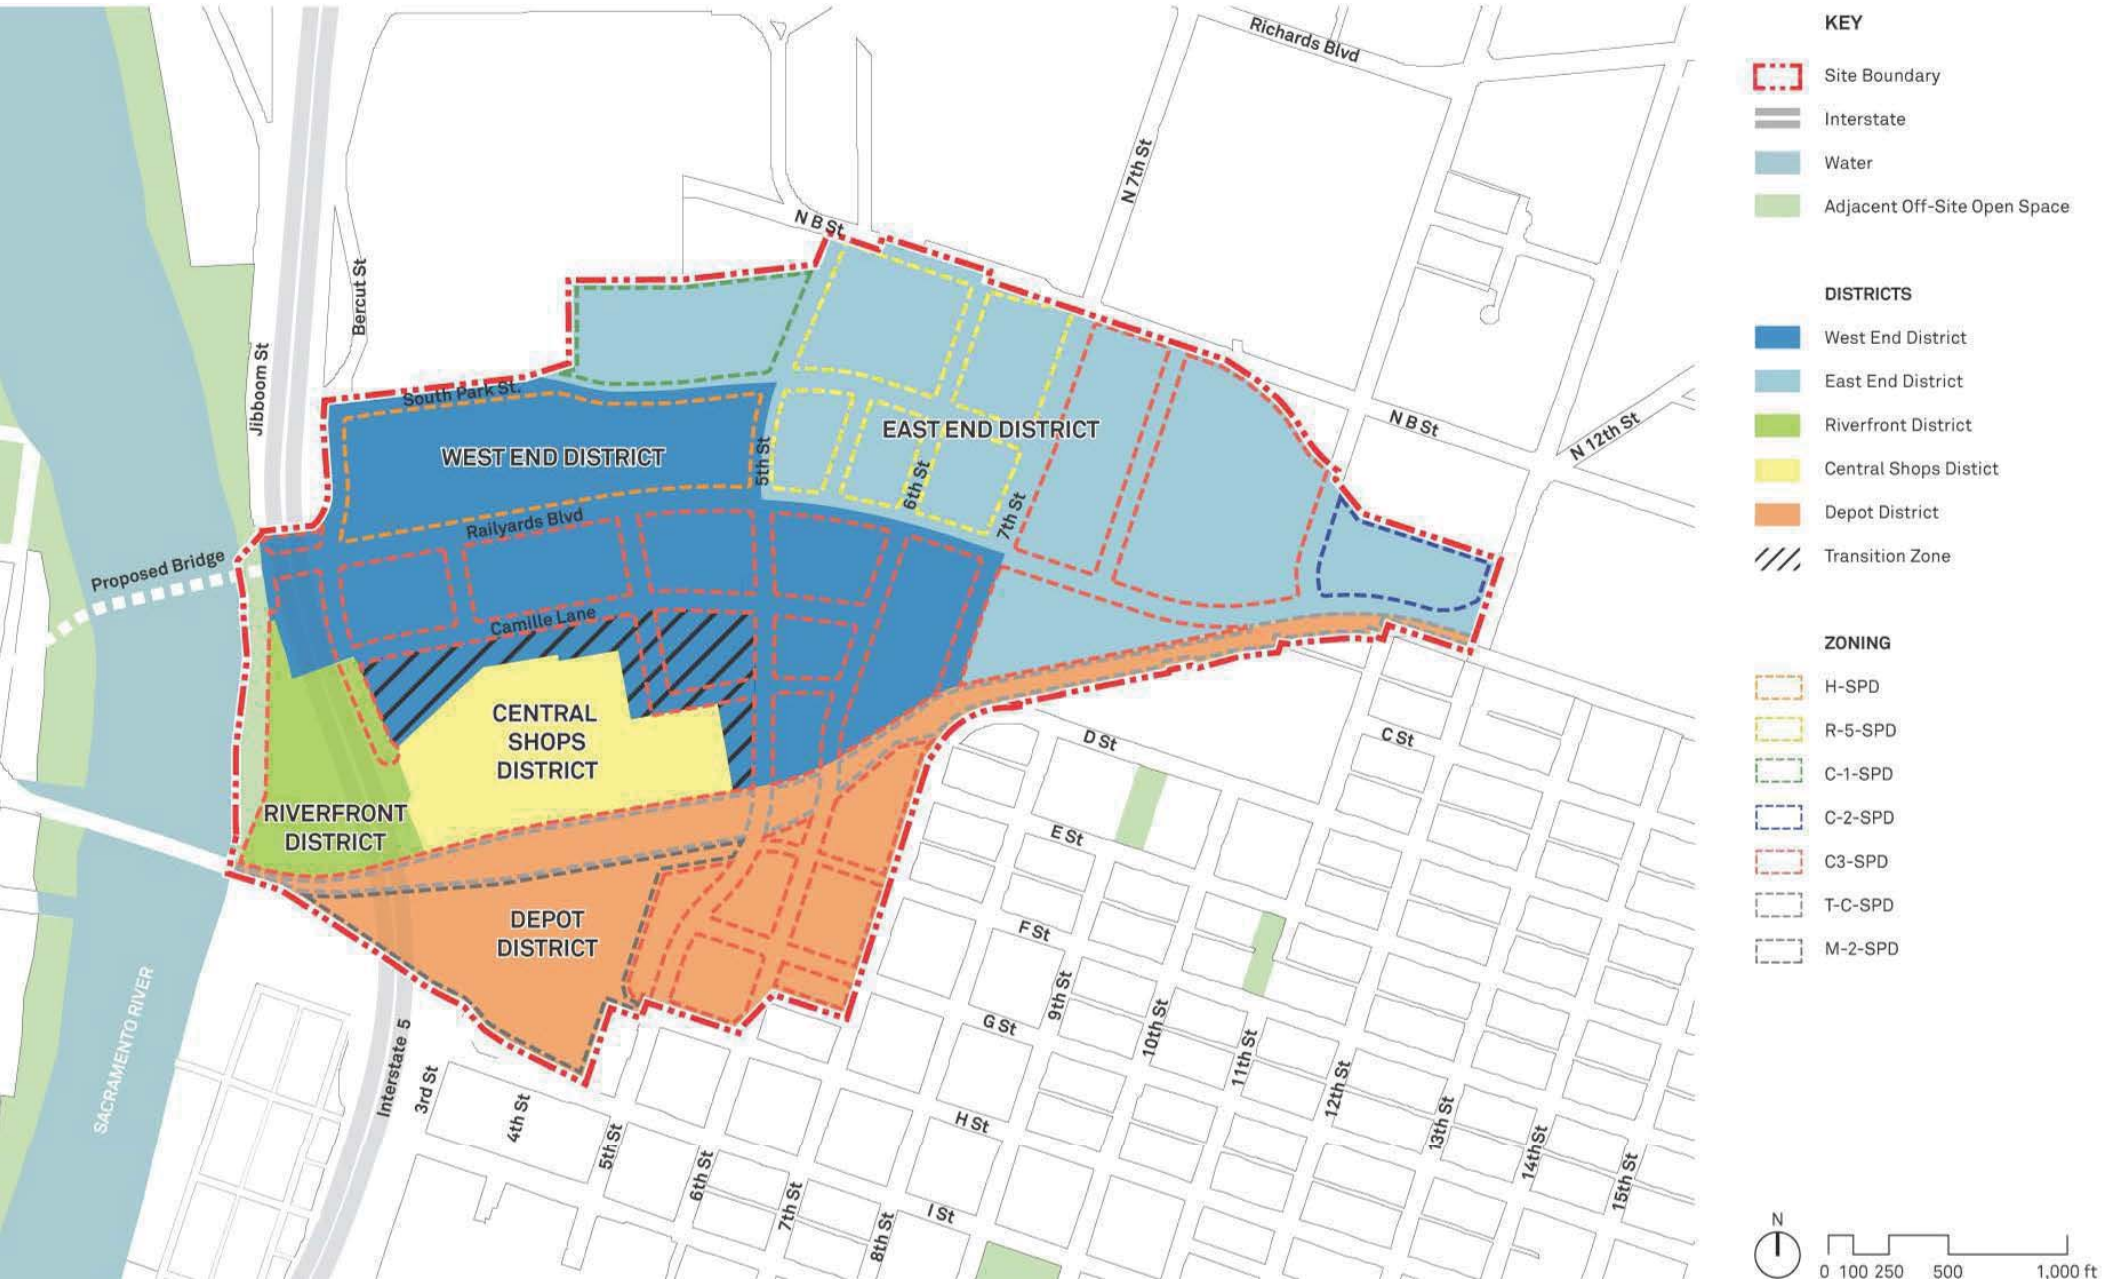 Richards Blvd
N 7th St
N B St
Bercut St
Jibboom St
South Park St.
WEST END DISTRICT
5th St
EAST END DISTRICT
6th St
7th St
N B St
N 12th St
Railyards Blvd
Proposed Bridge
Camille Lane
CENTRAL
SHOPS
DISTRICT
RIVERFRONT
DISTRICT
DEPOT
DISTRICT
D St
C St
E St
F St
G St
H St
I St
SACRAMENTO RIVER
Interstate 5
3rd St
4th St
5th St
6th St
7th St
8th St
9th St
10th St
11th St
12th St
13th St
14thSt
15th St
KEY
Site Boundary
Interstate
Water
Adjacent Off-Site Open Space
DISTRICTS
West End District
East End District
Riverfront District
Central Shops Distict
Depot District
Transition Zone
ZONING
H-SPD
R-5-SPD
C-1-SPD
C-2-SPD
C3-SPD
T-C-SPD
M-2-SPD
N
0 100 250 500 1,000 ft